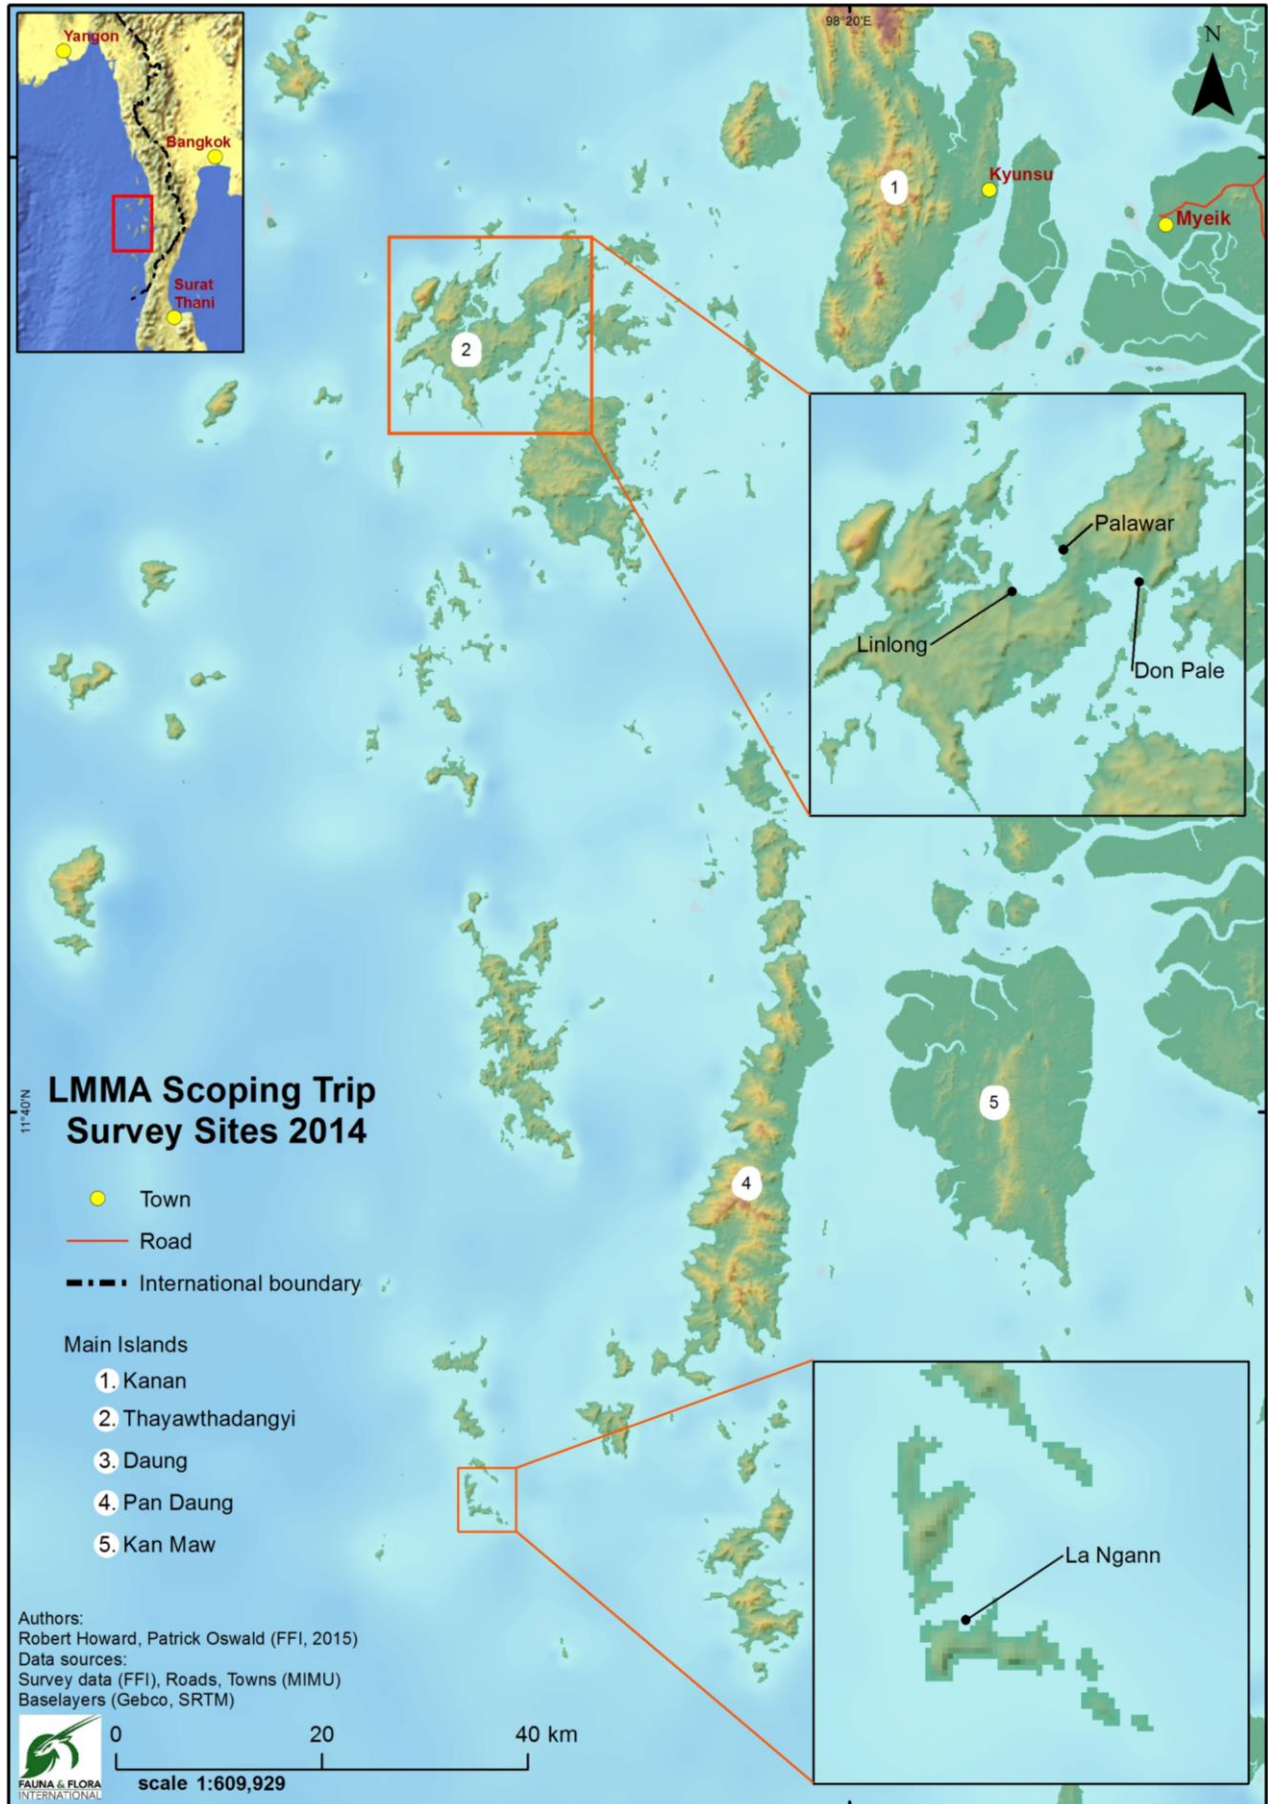 Yangon
Bangkok
Surat
Thani
98°20'E
N
1
Kyunsu
Myeik
2
Palawar
Linlong
Don Pale
11°40'N
LMMA Scoping Trip
Survey Sites 2014
Town
Road
International boundary
Main Islands
1. Kanan
2. Thayawthadangyi
3. Daung
4. Pan Daung
5. Kan Maw
5
4
La Ngann
Authors:
Robert Howard, Patrick Oswald (FFI, 2015)
Data sources:
Survey data (FFI), Roads, Towns (MIMU)
Baselayers (Gebco, SRTM)
FAUNA & FLORA
INTERNATIONAL
0 20 40 km
scale 1:609,929